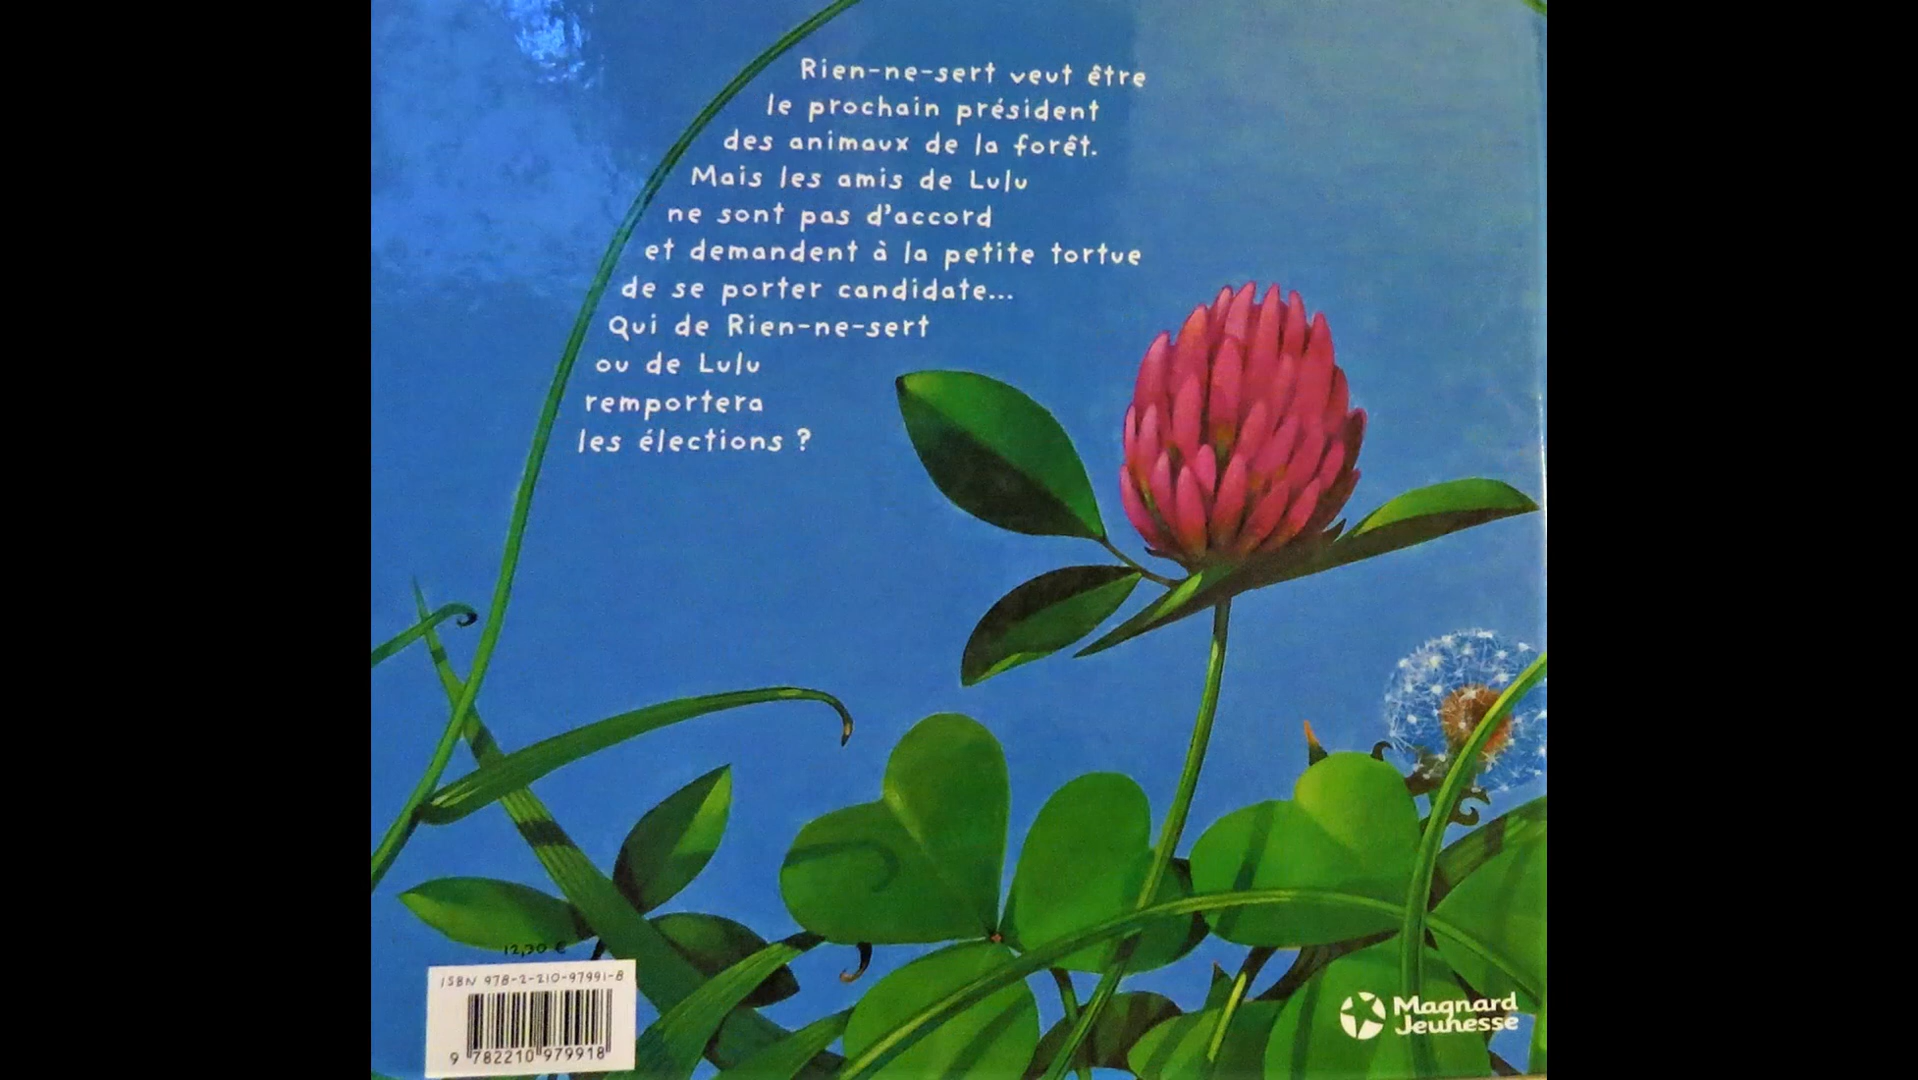 Rien-ne-sert veut être
le prochain président
des animaux de la forêt.
Mais les amis de Lulu
ne sont pas d'accord
et demandent à la petite tortue
de se porter candidate...
Qui de Rien-ne-sert
ou de Lulu
remportera
les élections ?
12,30 €
ISBN 978-2-210-97991-8
9 782210 979918
Magnard
Jeunesse